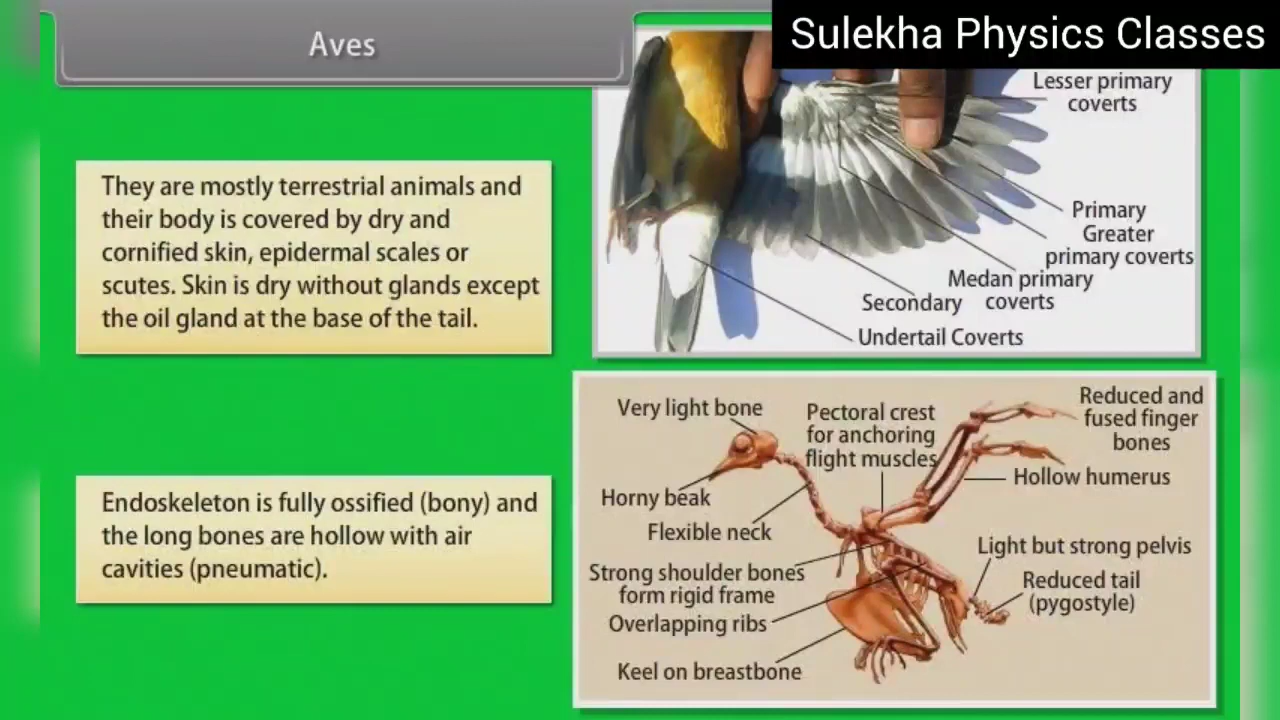 Aves
Sulekha Physics Classes
They are mostly terrestrial animals and
their body is covered by dry and
cornified skin, epidermal scales or
scutes. Skin is dry without glands except
the oil gland at the base of the tail.
Lesser primary
coverts
Primary
Greater
primary coverts
Medan primary
coverts
Secondary
Undertail Coverts
Endoskeleton is fully ossified (bony) and
the long bones are hollow with air
cavities (pneumatic).
Very light bone
Pectoral crest
for anchoring
flight muscles
Reduced and
fused finger
bones
Hollow humerus
Horny beak
Flexible neck
Light but strong pelvis
Strong shoulder bones
form rigid frame
Reduced tail
(pygostyle)
Overlapping ribs
Keel on breastbone